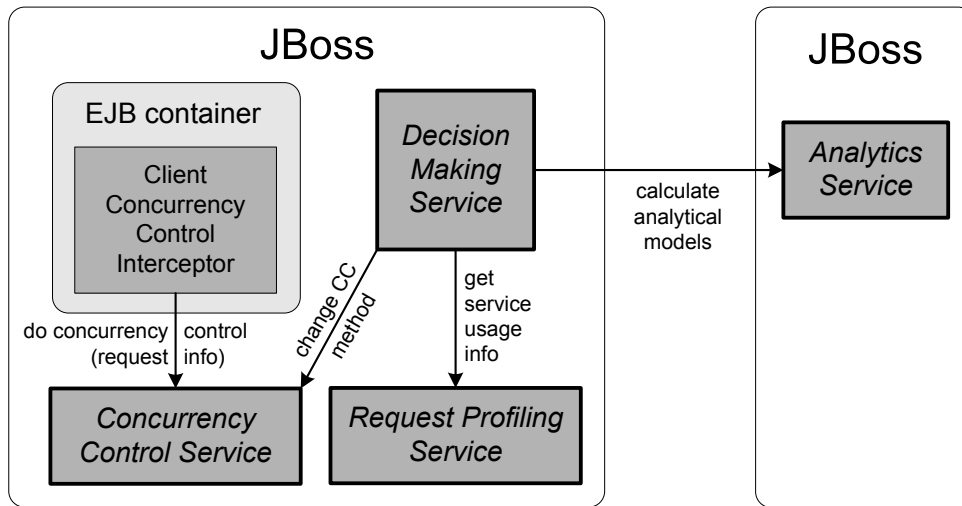 JBoss
EJB container
Client
Concurrency
Control
Interceptor
do concurrency control
(request info)
Decision
Making
Service
change CC
method
get
service
usage
info
Concurrency
Control Service
Request Profiling
Service
calculate
analytical
models
JBoss
Analytics
Service